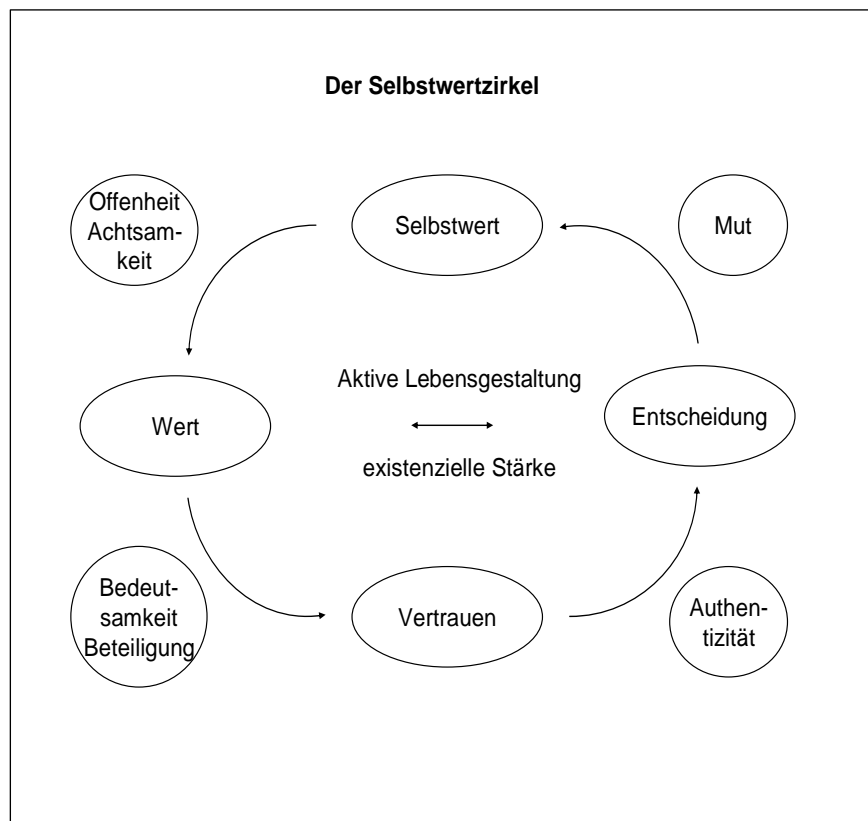 Der Selbstwertzirkel
Offenheit
Achtsam-
keit
Selbstwert
Mut
Aktive Lebensgestaltung
Wert
Entscheidung
existenzielle Stärke
Bedeut-
samkeit
Beteiligung
Vertrauen
Authen-
tizität